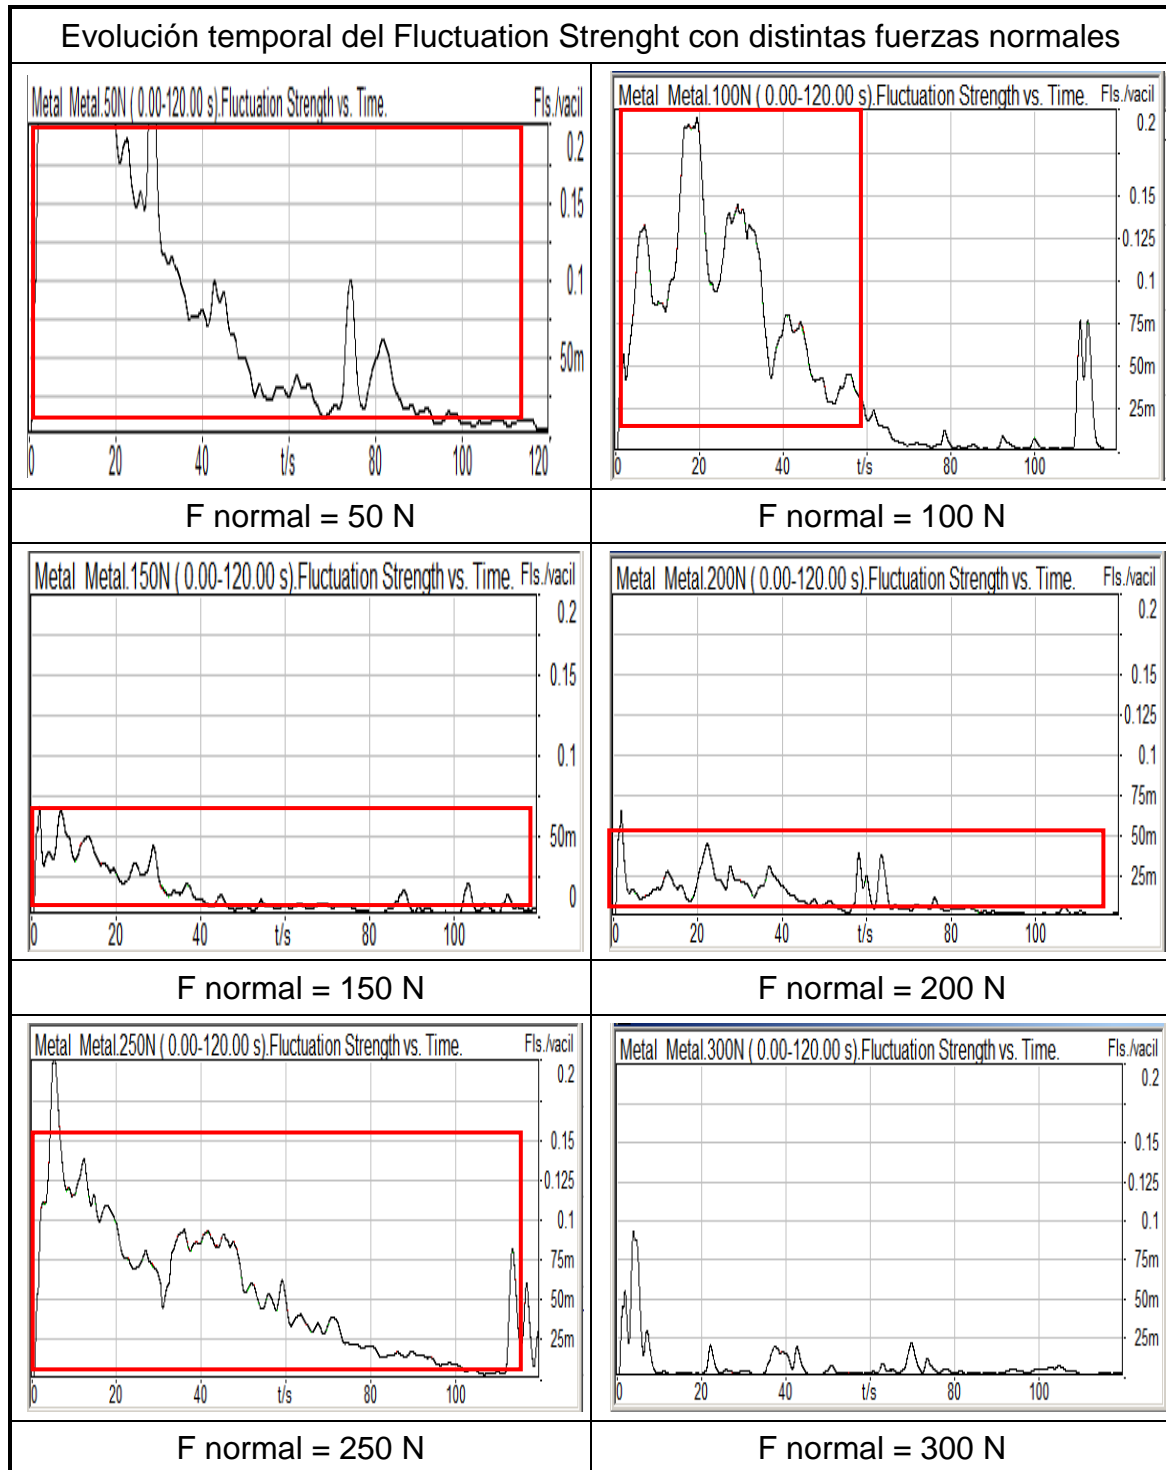 Evolución temporal del Fluctuation Strenght con distintas fuerzas normales
Metal Metal.50N ( 0.00-120.00 s).Fluctuation Strength vs. Time. Fls./vacil
0.2
0.15
0.1
50m
0 20 40 t/s 80 100 120
Metal Metal.100N ( 0.00-120.00 s).Fluctuation Strength vs. Time. Fls./vacil
0.2
0.125
0.1
75m
50m
25m
0 20 40 t/s 80 100
F normal = 50 N
F normal = 100 N
Metal Metal.150N ( 0.00-120.00 s).Fluctuation Strength vs. Time. Fls./vacil
0.2
0.15
0.1
50m
0
0 20 40 t/s 80 100
Metal Metal.200N ( 0.00-120.00 s).Fluctuation Strength vs. Time. Fls./vacil
0.2
0.15
0.125
0.1
75m
50m
25m
0 20 40 t/s 80 100
F normal = 150 N
F normal = 200 N
Metal Metal.250N ( 0.00-120.00 s).Fluctuation Strength vs. Time. Fls./vacil
0.2
0.15
0.125
0.1
75m
50m
25m
0 20 40 t/s 80 100
Metal Metal.300N ( 0.00-120.00 s).Fluctuation Strength vs. Time. Fls./vacil
0.2
0.15
0.125
0.1
75m
50m
25m
0 20 40 t/s 80 100
F normal = 250 N
F normal = 300 N